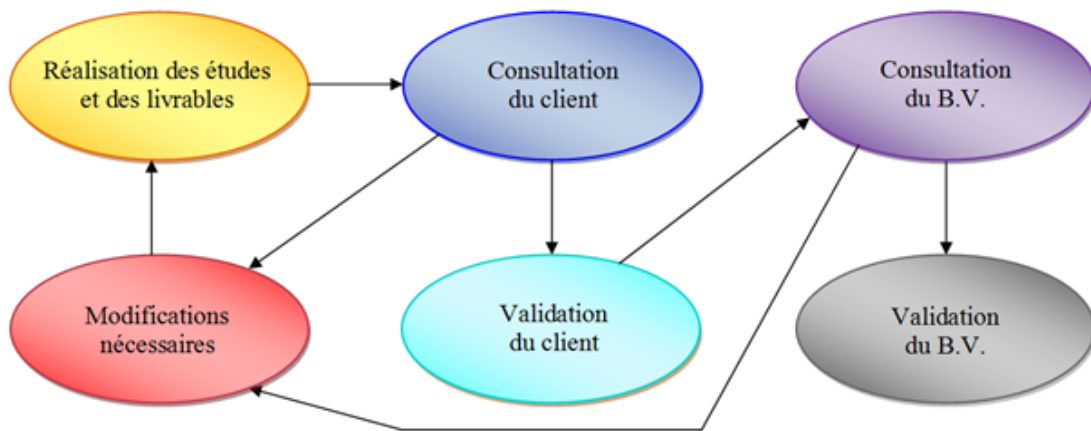 Réalisation des études
et des livrables
Consultation
du client
Consultation
du B.V.
Modifications
nécessaires
Validation
du client
Validation
du B.V.